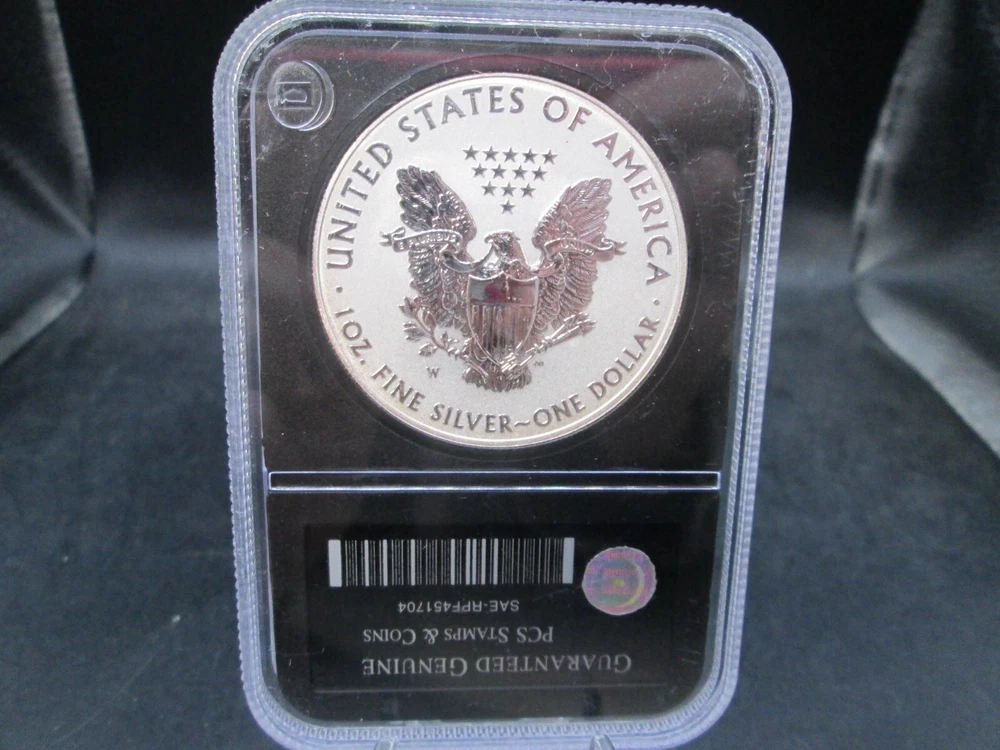 UNITED STATES OF AMERICA
· 1 OZ. FINE SILVER~ONE DOLLAR ·
W
GUARANTEED GENUINE
PCS STAMPS & COINS
SAE-RPF451704